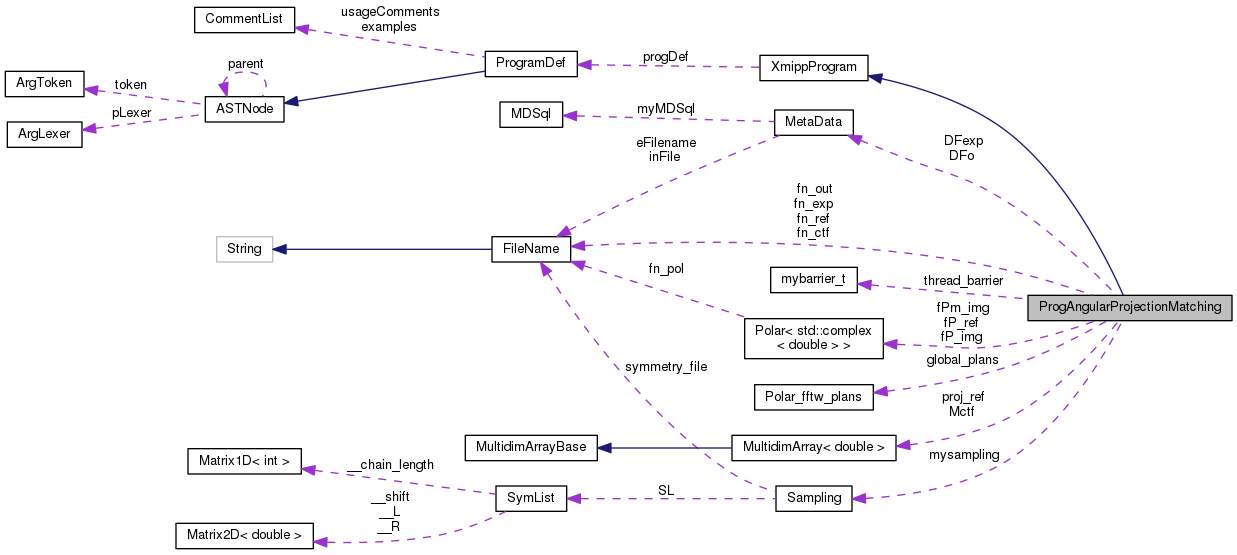 CommentList
usageComments
examples
ArgToken
token
parent
ProgramDef
progDef
XmippProgram
ASTNode
pLexer
ArgLexer
MDSql
myMDSql
MetaData
eFilename
inFile
DFexp
DFo
fn_out
fn_exp
fn_ref
fn_ctf
String
FileName
fn_pol
mybarrier_t
thread_barrier
ProgAngularProjectionMatching
fPm_img
fP_ref
fP_img
Polar< std::complex
< double > >
global_plans
symmetry_file
Polar_fftw_plans
proj_ref
Mctf
MultidimArrayBase
MultidimArray< double >
mysampling
Matrix1D< int >
__chain_length
SymList
SL
Sampling
__shift
__L
__R
Matrix2D< double >